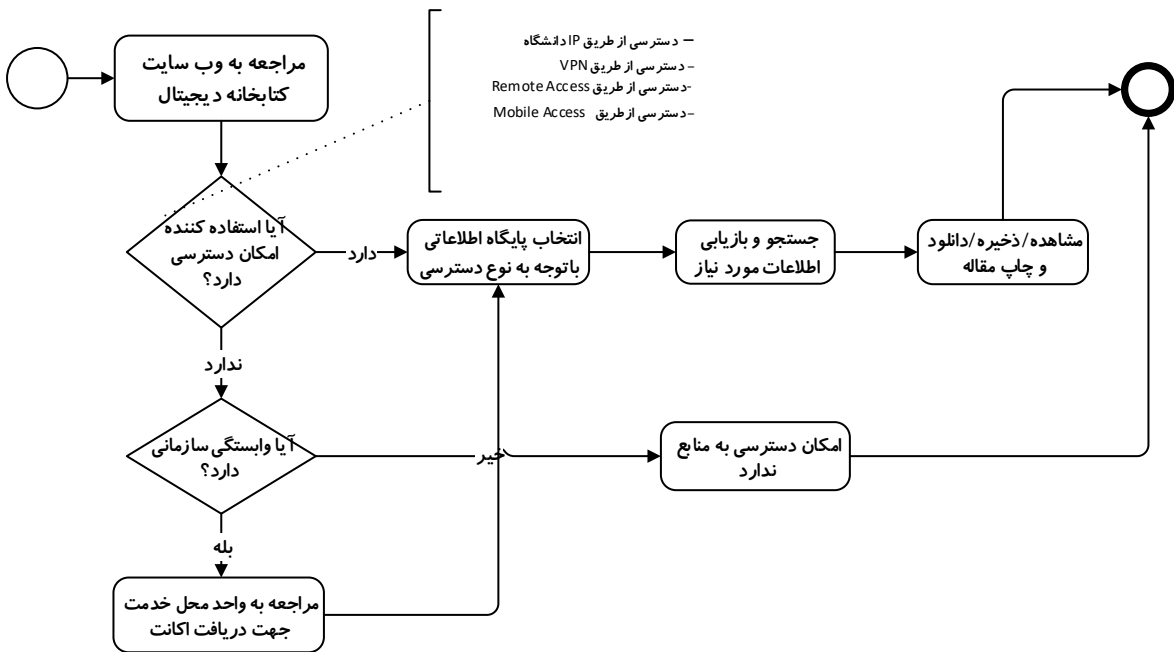 مراجعه به وب سایت
کتابخانه دیجیتال
– دسترسی از طریق IP دانشگاه
– دسترسی از طریق VPN
-دسترسی از طریق Remote Access
–دسترسی از طریق Mobile Access
آیا استفاده کننده
امکان دسترسی
دارد؟
دارد
انتخاب پایگاه اطلاعاتی
باتوجه به نوع دسترسی
جستجو و بازیابی
اطلاعات مورد نیاز
مشاهده/ذخیره/دانلود
و چاپ مقاله
ندارد
آیا وابستگی سازمانی
دارد؟
خیر
امکان دسترسی به منابع
ندارد
بله
مراجعه به واحد محل خدمت
جهت دریافت اکانت